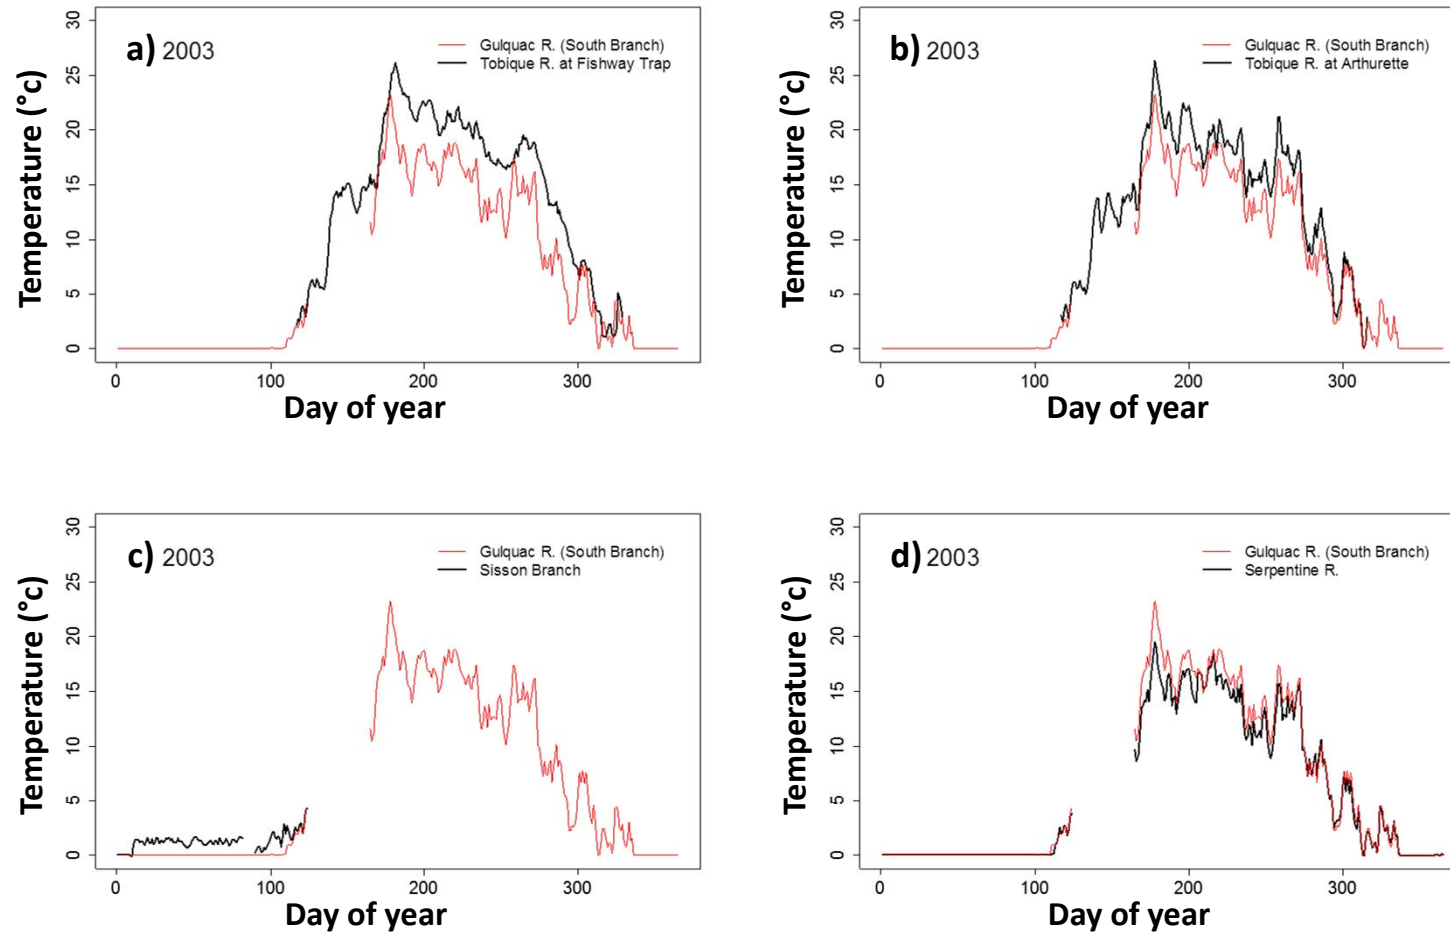 a) 2003
Gulquac R. (South Branch)
Tobique R. at Fishway Trap
Temperature (°c)
30
25
20
15
10
5
0
0 100 200 300
Day of year
b) 2003
Gulquac R. (South Branch)
Tobique R. at Arthurette
Temperature (°c)
30
25
20
15
10
5
0
0 100 200 300
Day of year
c) 2003
Gulquac R. (South Branch)
Sisson Branch
Temperature (°c)
30
25
20
15
10
5
0
0 100 200 300
Day of year
d) 2003
Gulquac R. (South Branch)
Serpentine R.
Temperature (°c)
30
25
20
15
10
5
0
0 100 200 300
Day of year